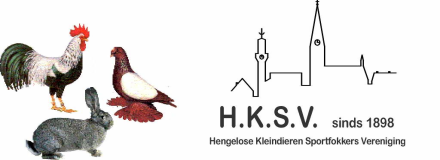 H.K.S.V. sinds 1898
Hengelose Kleindieren Sportfokkers Vereniging